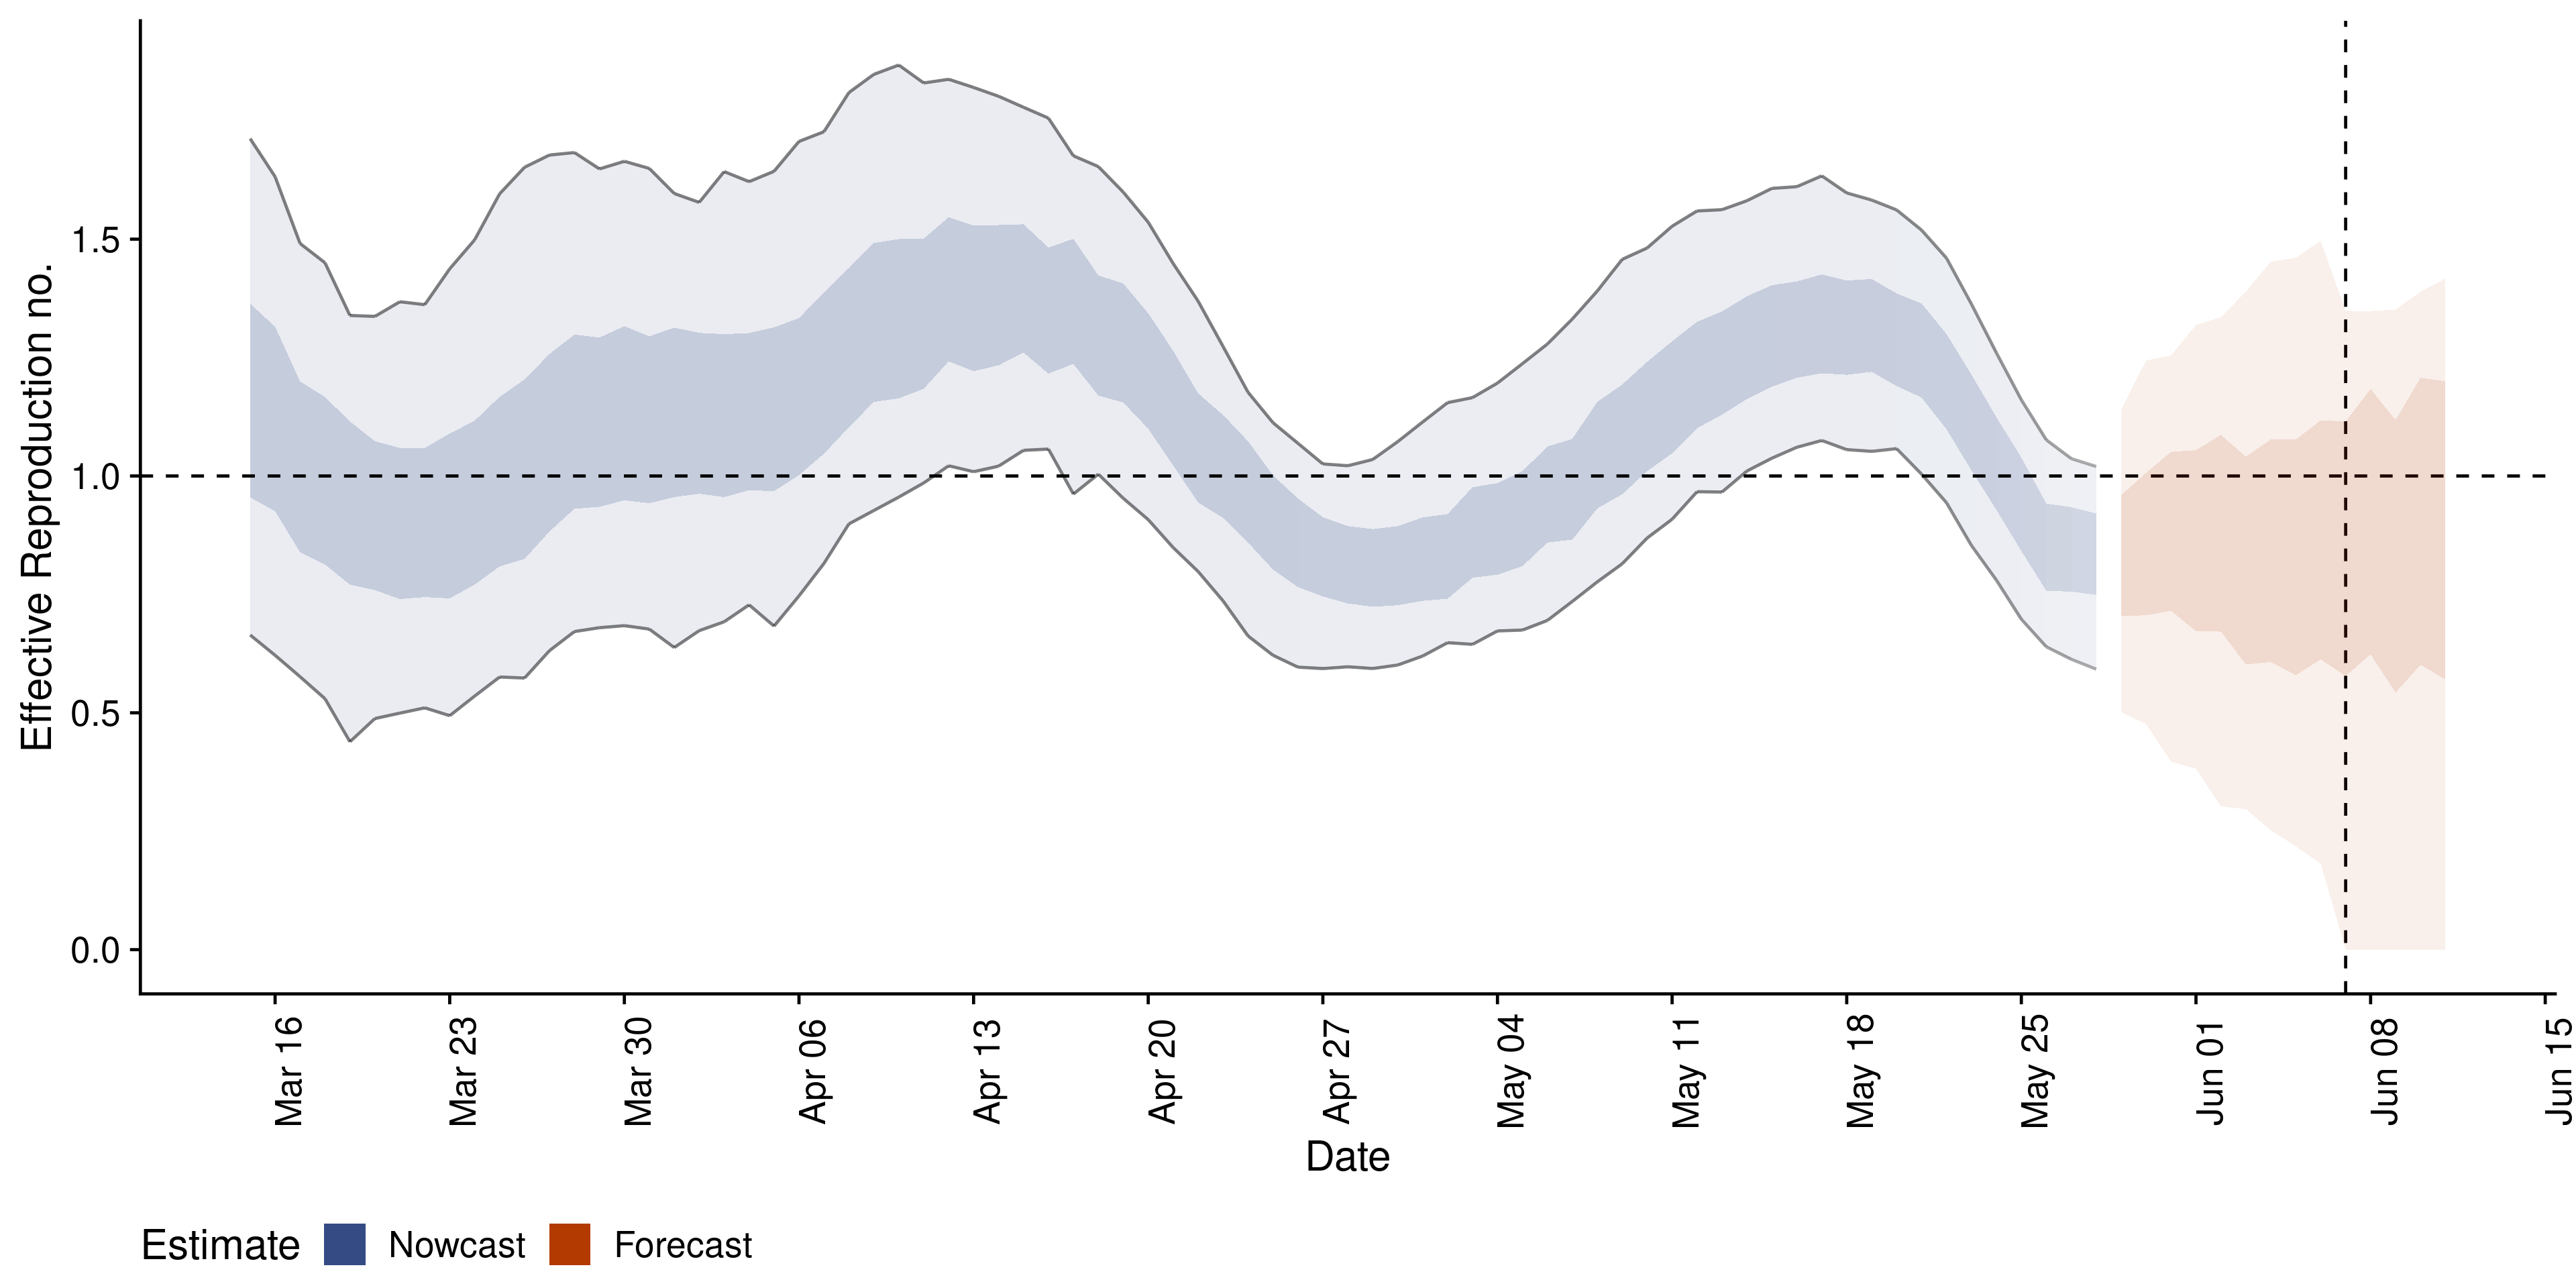 Effective Reproduction no.
1.5
1.0
0.5
0.0
Mar 16
Mar 23
Mar 30
Apr 06
Apr 13
Apr 20
Apr 27
May 04
May 11
May 18
May 25
Jun 01
Jun 08
Jun 15
Date
Estimate Nowcast Forecast